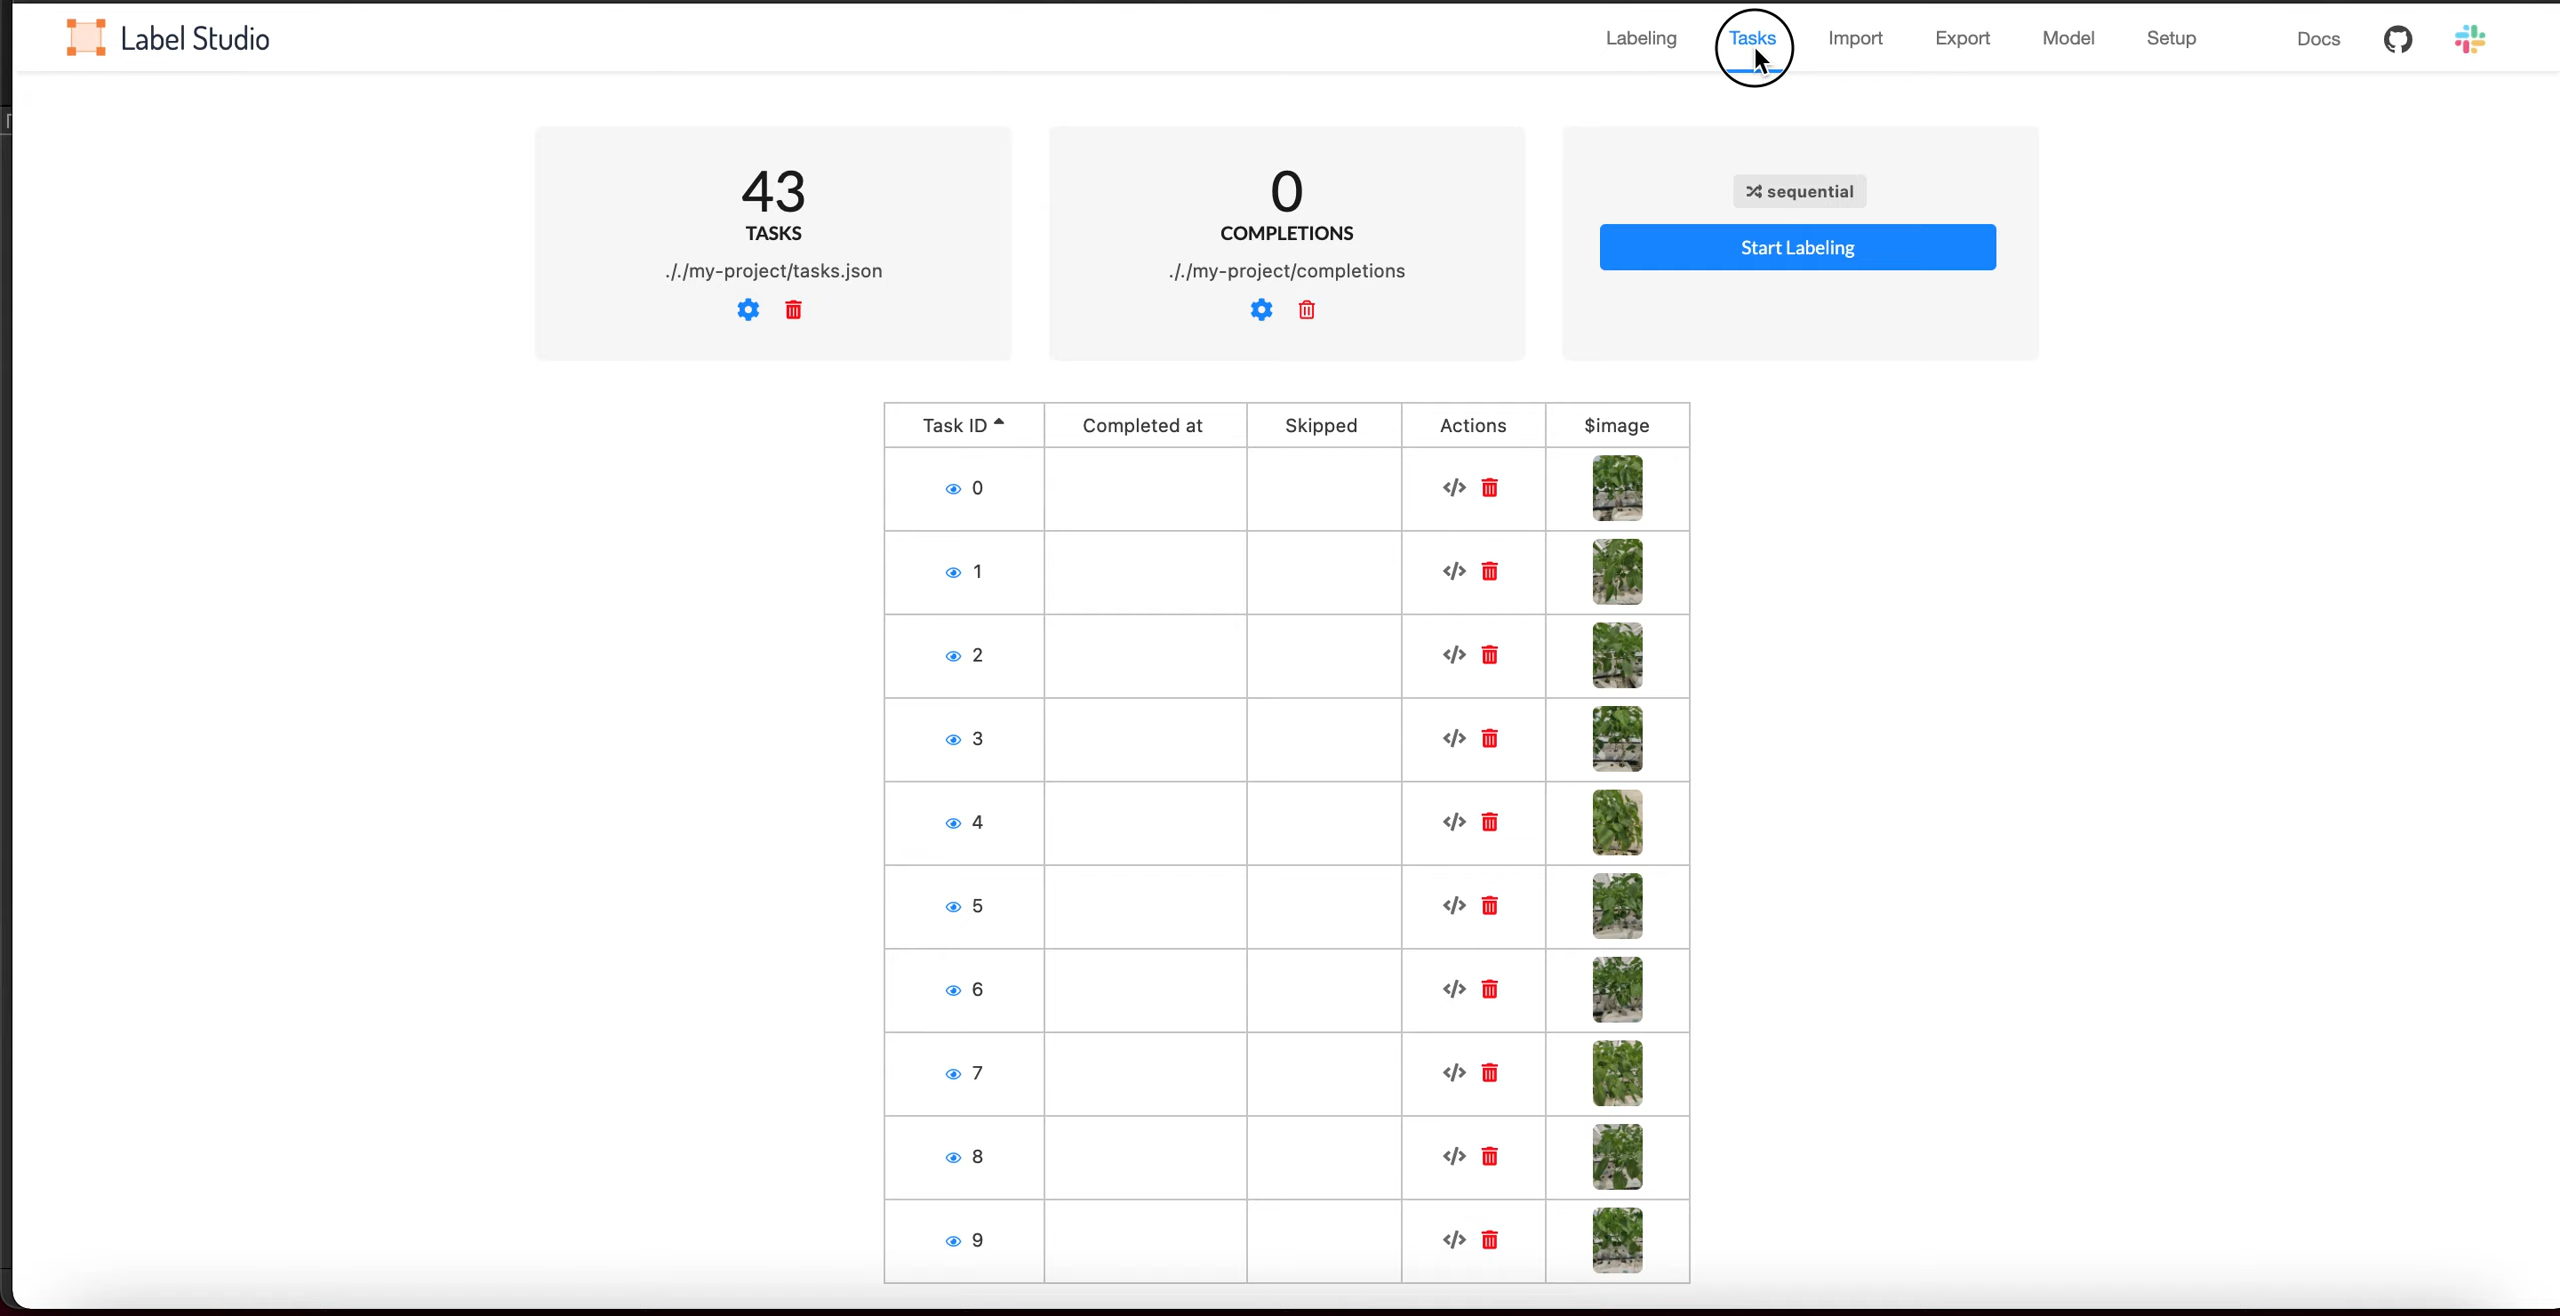 Label Studio
Labeling Tasks Import Export Model Setup Docs
43
TASKS
././my-project/tasks.json
0
COMPLETIONS
././my-project/completions
sequential
Start Labeling
Task ID Completed at Skipped Actions $image
0 </>
1 </>
2 </>
3 </>
4 </>
5 </>
6 </>
7 </>
8 </>
9 </>